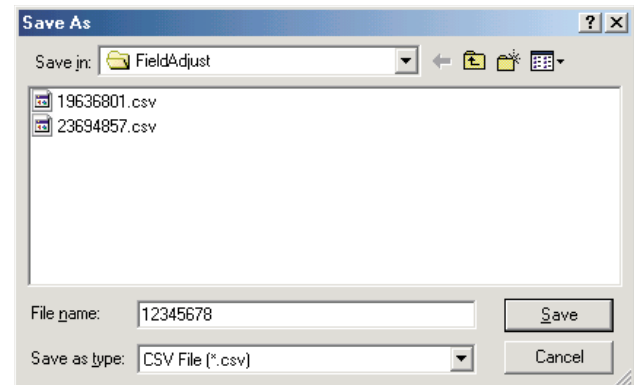 Save As
Save in: FieldAdjust
19636801.csv
23694857.csv
File name: 12345678 Save
Save as type: CSV File (*.csv) Cancel